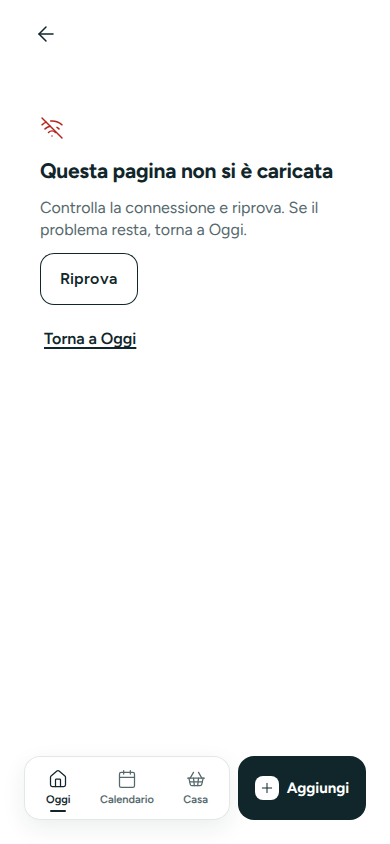 Questa pagina non si è caricata
Controlla la connessione e riprova. Se il
problema resta, torna a Oggi.
Riprova
Torna a Oggi
Oggi
Calendario
Casa
Aggiungi